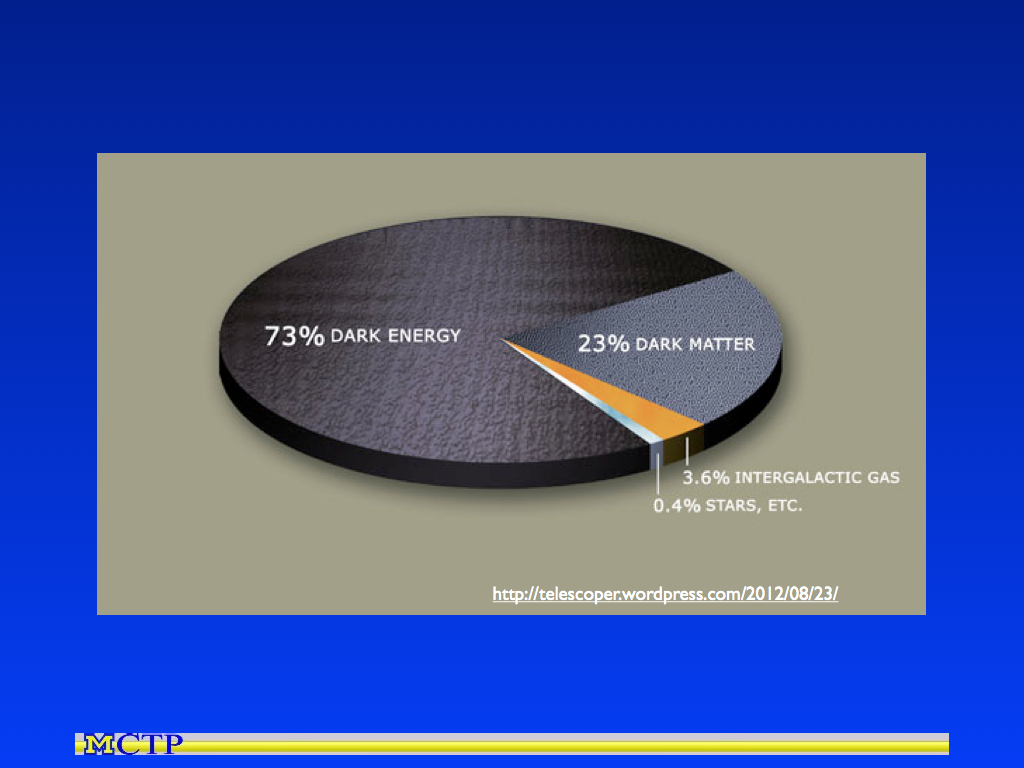 73% DARK ENERGY
23% DARK MATTER
3.6% INTERGALACTIC GAS
0.4% STARS, ETC.
http://telescoper.wordpress.com/2012/08/23/
MCTP